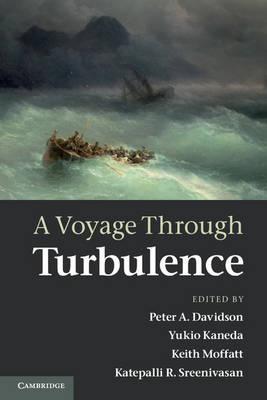 A Voyage Through
Turbulence
EDITED BY
Peter A. Davidson
Yukio Kaneda
Keith Moffatt
Katepalli R. Sreenivasan
CAMBRIDGE